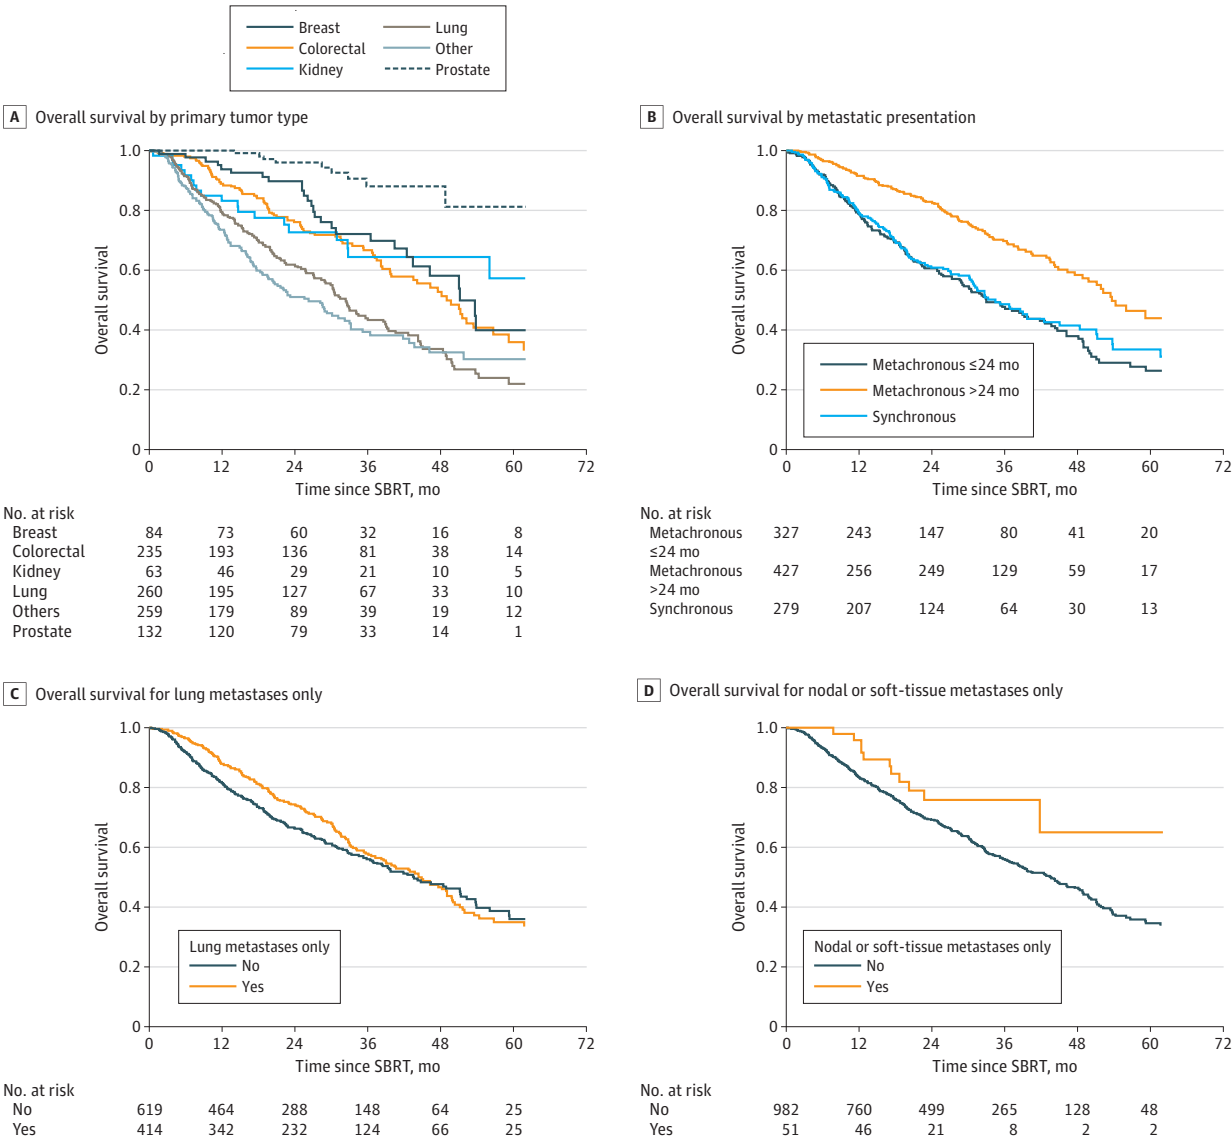 Breast
Lung
Colorectal
Other
Kidney
Prostate
A Overall survival by primary tumor type
1.0
0.8
0.6
0.4
0.2
0
Overall survival
0 12 24 36 48 60 72
Time since SBRT, mo
No. at risk
Breast 84 73 60 32 16 8
Colorectal 235 193 136 81 38 14
Kidney 63 46 29 21 10 5
Lung 260 195 127 67 33 10
Others 259 179 89 39 19 12
Prostate 132 120 79 33 14 1
B Overall survival by metastatic presentation
1.0
0.8
0.6
0.4
0.2
0
Overall survival
Metachronous ≤24 mo
Metachronous >24 mo
Synchronous
0 12 24 36 48 60 72
Time since SBRT, mo
No. at risk
Metachronous 327 243 147 80 41 20
≤24 mo
Metachronous 427 256 249 129 59 17
>24 mo
Synchronous 279 207 124 64 30 13
C Overall survival for lung metastases only
1.0
0.8
0.6
0.4
0.2
0
Overall survival
Lung metastases only
No
Yes
0 12 24 36 48 60 72
Time since SBRT, mo
No. at risk
No 619 464 288 148 64 25
Yes 414 342 232 124 66 25
D Overall survival for nodal or soft-tissue metastases only
1.0
0.8
0.6
0.4
0.2
0
Overall survival
Nodal or soft-tissue metastases only
No
Yes
0 12 24 36 48 60 72
Time since SBRT, mo
No. at risk
No 982 760 499 265 128 48
Yes 51 46 21 8 2 2